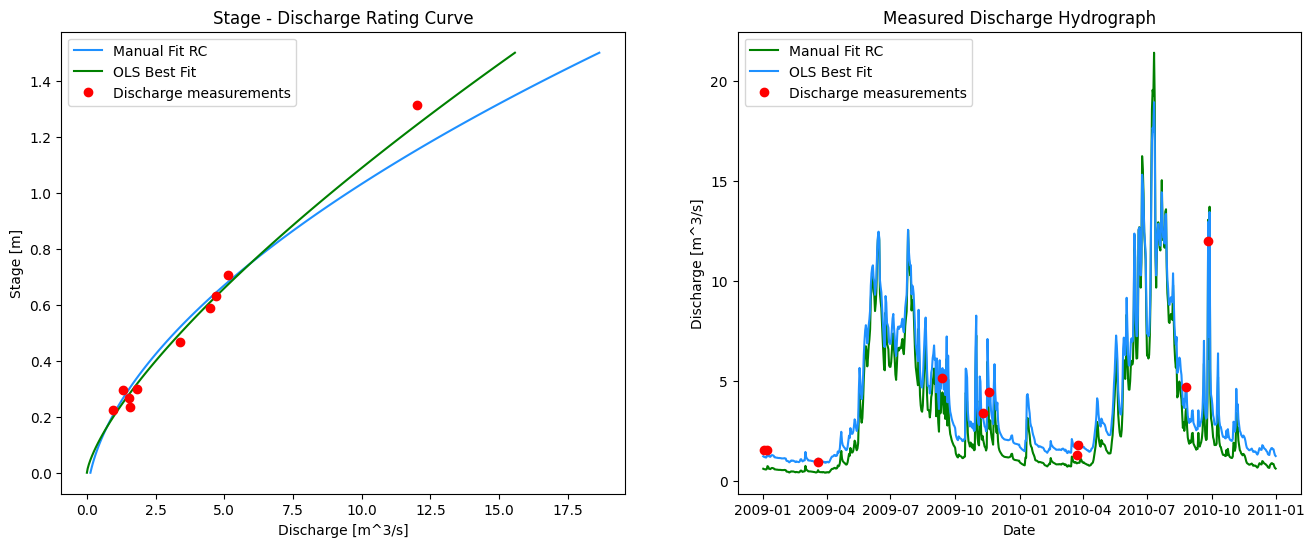 Stage - Discharge Rating Curve
Manual Fit RC
OLS Best Fit
Discharge measurements
Stage [m]
1.4
1.2
1.0
0.8
0.6
0.4
0.2
0.0
0.0 2.5 5.0 7.5 10.0 12.5 15.0 17.5
Discharge [m^3/s]
Measured Discharge Hydrograph
Manual Fit RC
OLS Best Fit
Discharge measurements
Discharge [m^3/s]
20
15
10
5
0
2009-01 2009-04 2009-07 2009-10 2010-01 2010-04 2010-07 2010-10 2011-01
Date